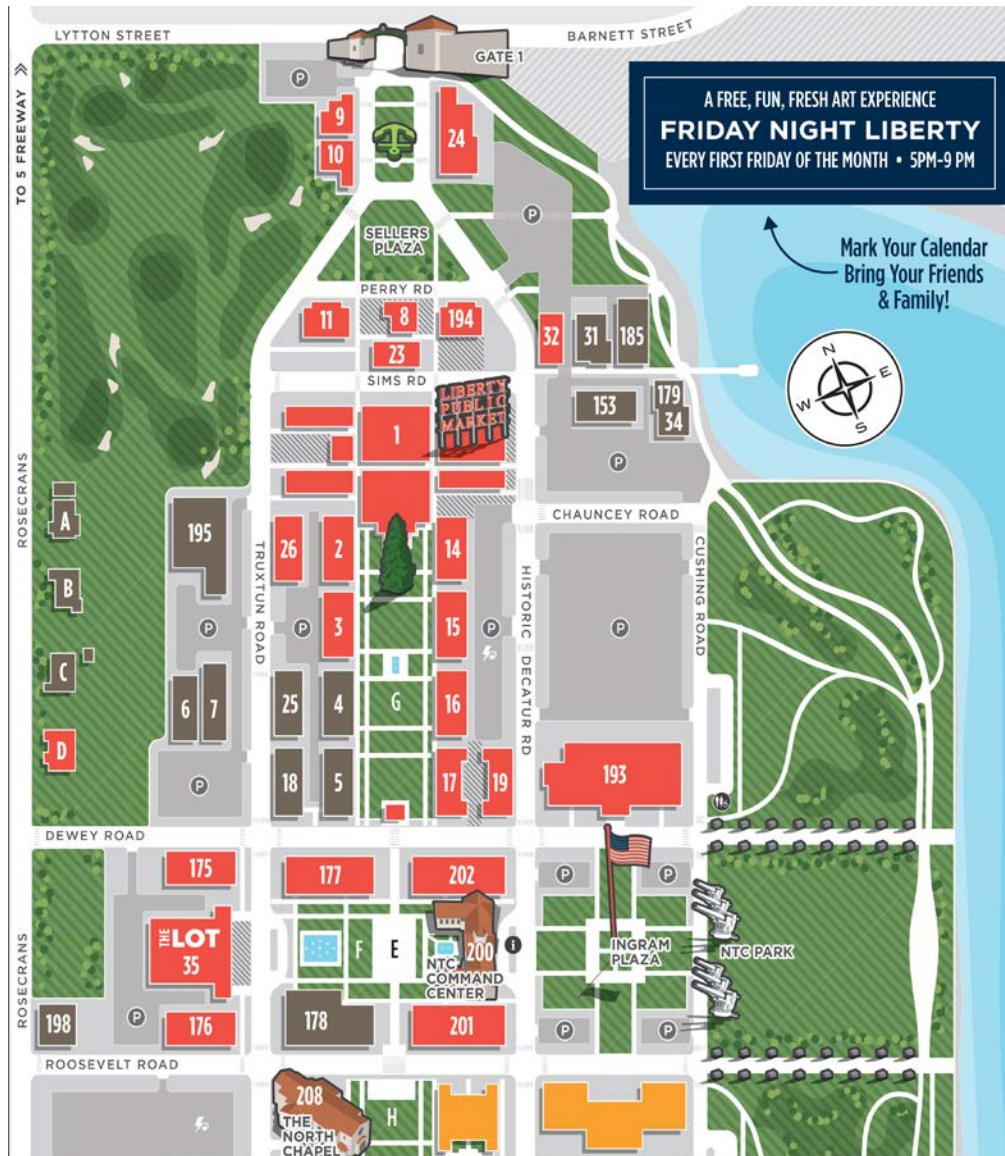 LYTTON STREET
BARNETT STREET
GATE 1
TO 5 FREEWAY
P
9
10
24
A FREE, FUN, FRESH ART EXPERIENCE
FRIDAY NIGHT LIBERTY
EVERY FIRST FRIDAY OF THE MONTH • 5PM-9 PM
Mark Your Calendar
Bring Your Friends
& Family!
P
SELLERS
PLAZA
PERRY RD
11
8
194
32
31
185
23
SIMS RD
N
E
W
S
LIBERTY
PUBLIC
MARKET
1
153
179
34
P
ROSECRANS
A
B
C
D
195
P
6
7
P
TRUXTUN ROAD
26
2
14
P
3
15
P
25
4
G
16
18
5
17
19
HISTORIC DECATUR RD
CHAUNCEY ROAD
CUSHING ROAD
P
193
DEWEY ROAD
175
177
202
P
P
THE
LOT
35
F
E
200
NTC
COMMAND
CENTER
i
INGRAM
PLAZA
NTC PARK
ROSECRANS
198
P
176
178
201
P
P
ROOSEVELT ROAD
208
THE
NORTH
CHAPEL
H